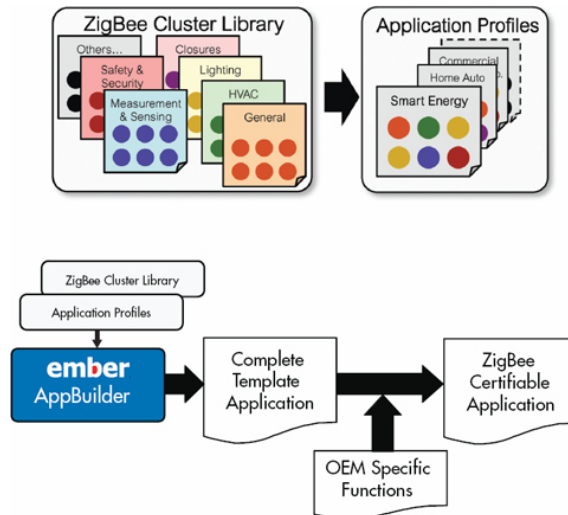 ZigBee Cluster Library
Application Profiles
Others...
Closures
Safety &
Security
Lighting
Measurement
& Sensing
HVAC
General
Commercial
Home Auto
Smart Energy
ZigBee Cluster Library
Application Profiles
ember
AppBuilder
Complete
Template
Application
ZigBee
Certifiable
Application
OEM Specific
Functions